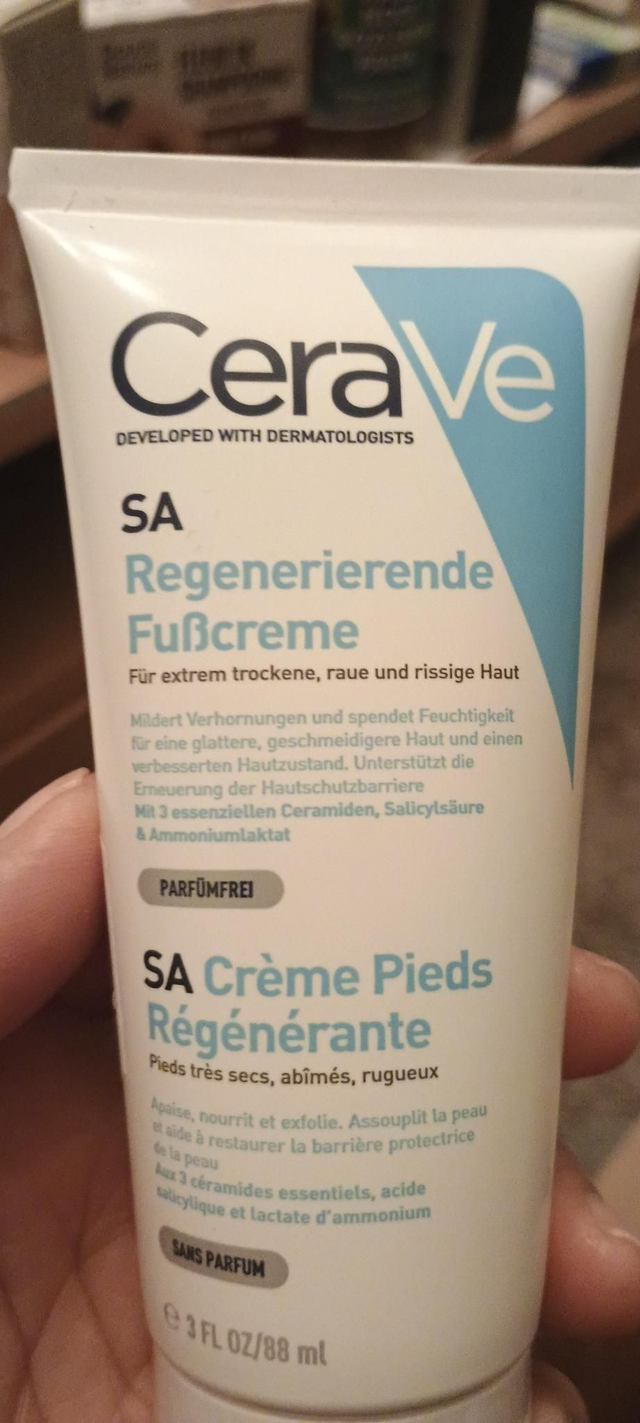 CeraVe
DEVELOPED WITH DERMATOLOGISTS
SA
Regenerierende
Fußcreme
Für extrem trockene, raue und rissige Haut
Mildert Verhornungen und spendet Feuchtigkeit
für eine glattere, geschmeidigere Haut und einen
verbesserten Hautzustand. Unterstützt die
Erneuerung der Hautschutzbarriere
Mit 3 essenziellen Ceramiden, Salicylsäure
& Ammoniumlaktat
PARFÜMFREI
SA Crème Pieds
Régénérante
Pieds très secs, abîmés, rugueux
Apaise, nourrit et exfolie. Assouplit la peau
et aide à restaurer la barrière protectrice
de la peau
Aux 3 céramides essentiels, acide
salicylique et lactate d'ammonium
SANS PARFUM
℮ 3 FL OZ/88 ml